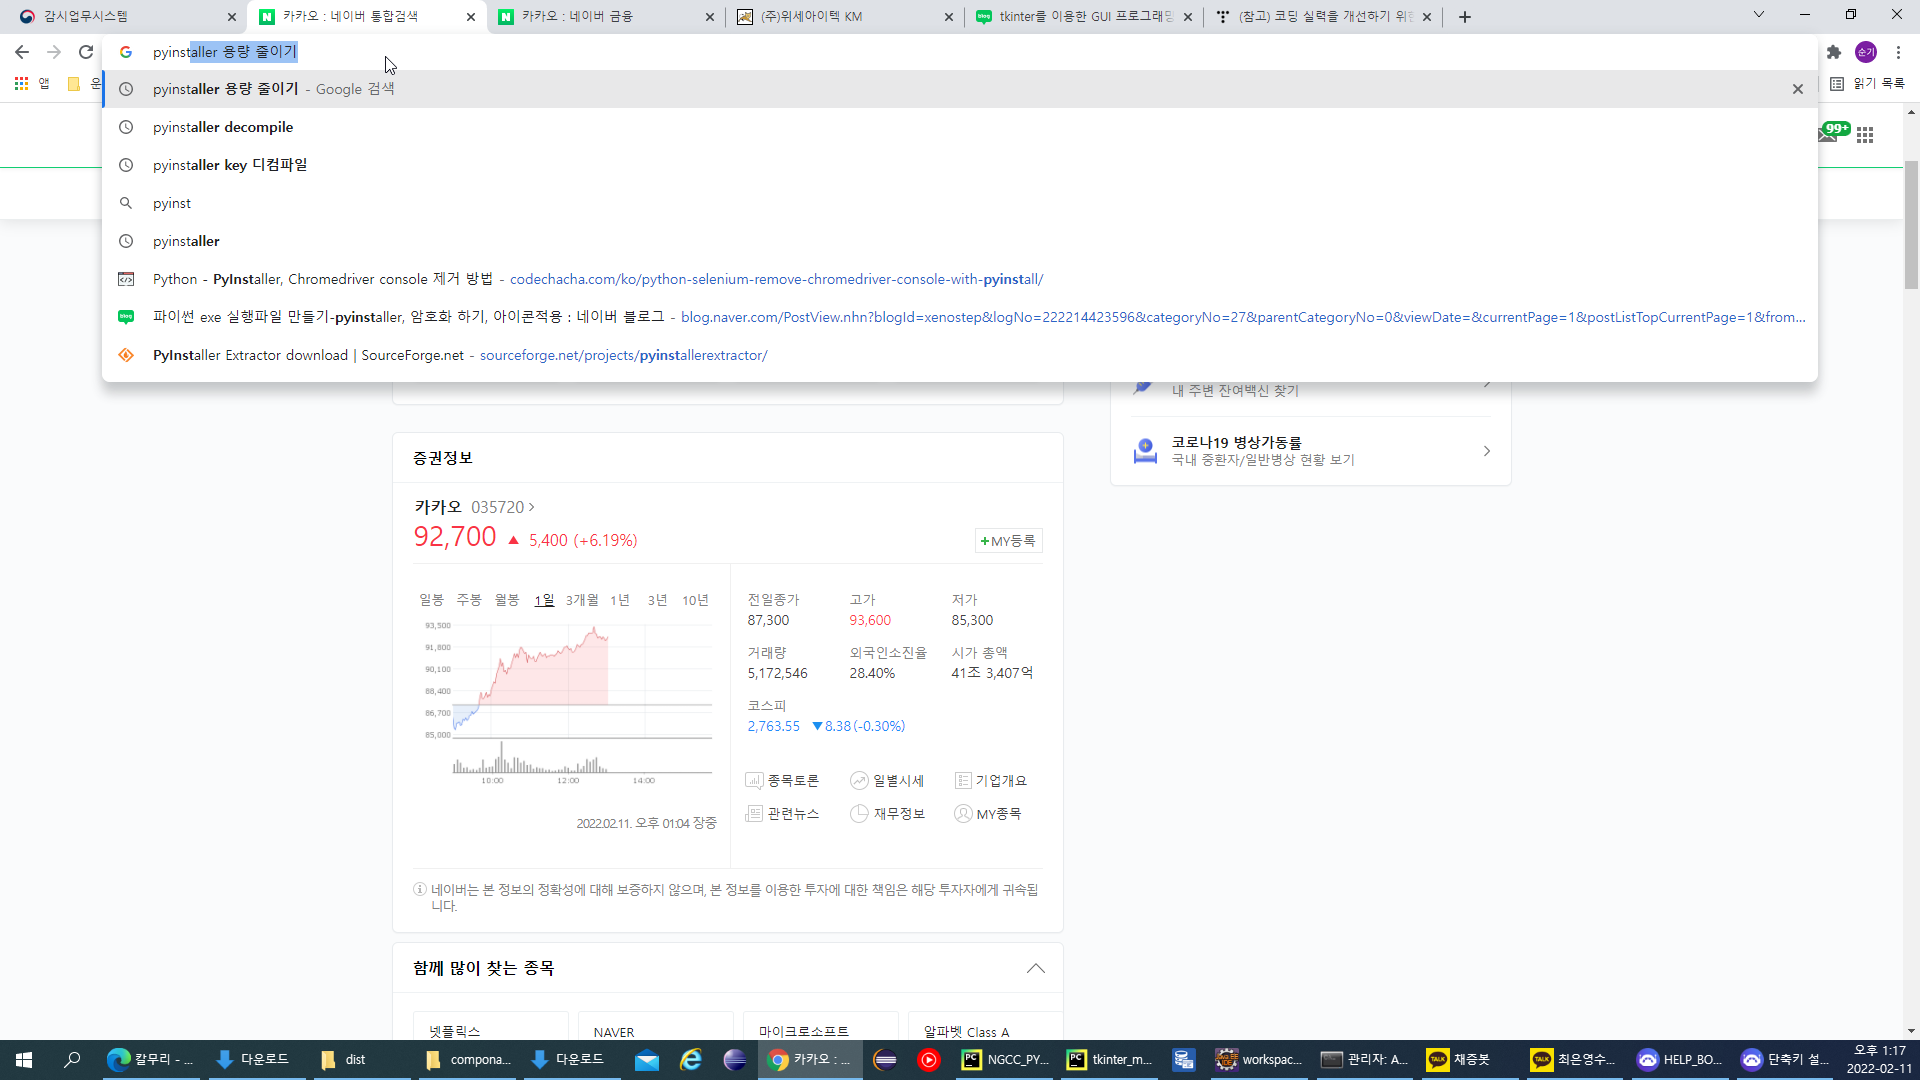 감시업무시스템
카카오 : 네이버 통합검색
카카오 : 네이버 금융
(주)위세아이텍 KM
tkinter를 이용한 GUI 프로그래밍
(참고) 코딩 실력을 개선하기 위한
pyinstaller 용량 줄이기
순기
앱
운
읽기 목록
pyinstaller 용량 줄이기 - Google 검색
pyinstaller decompile
pyinstaller key 디컴파일
pyinst
pyinstaller
Python - PyInstaller, Chromedriver console 제거 방법 - codechacha.com/ko/python-selenium-remove-chromedriver-console-with-pyinstall/
파이썬 exe 실행파일 만들기-pyinstaller, 암호화 하기, 아이콘적용 : 네이버 블로그 - blog.naver.com/PostView.nhn?blogId=xenostep&logNo=222214423596&categoryNo=27&parentCategoryNo=0&viewDate=&currentPage=1&postListTopCurrentPage=1&from...
PyInstaller Extractor download | SourceForge.net - sourceforge.net/projects/pyinstallerextractor/
99+
내 주변 잔여백신 찾기
코로나19 병상가동률
국내 중환자/일반병상 현황 보기
증권정보
카카오 035720
92,700 ▲ 5,400 (+6.19%)
+MY등록
일봉 주봉 월봉 1일 3개월 1년 3년 10년
93,500
91,800
90,100
88,400
86,700
85,000
10:00 12:00 14:00
2022.02.11. 오후 01:04 장중
전일종가 고가 저가
87,300 93,600 85,300
거래량 외국인소진율 시가 총액
5,172,546 28.40% 41조 3,407억
코스피
2,763.55 ▼8.38(-0.30%)
종목토론 일별시세 기업개요
관련뉴스 재무정보 MY종목
네이버는 본 정보의 정확성에 대해 보증하지 않으며, 본 정보를 이용한 투자에 대한 책임은 해당 투자자에게 귀속됩
니다.
함께 많이 찾는 종목
넷플릭스
NAVER
마이크로소프트
알파벳 Class A
칼무리 - ...
다운로드
dist
compona...
다운로드
카카오 : ...
NGCC_PY...
tkinter_m...
workspac...
관리자: A...
채증봇
최은영수...
HELP_BO...
단축키 설...
오후 1:17
2022-02-11